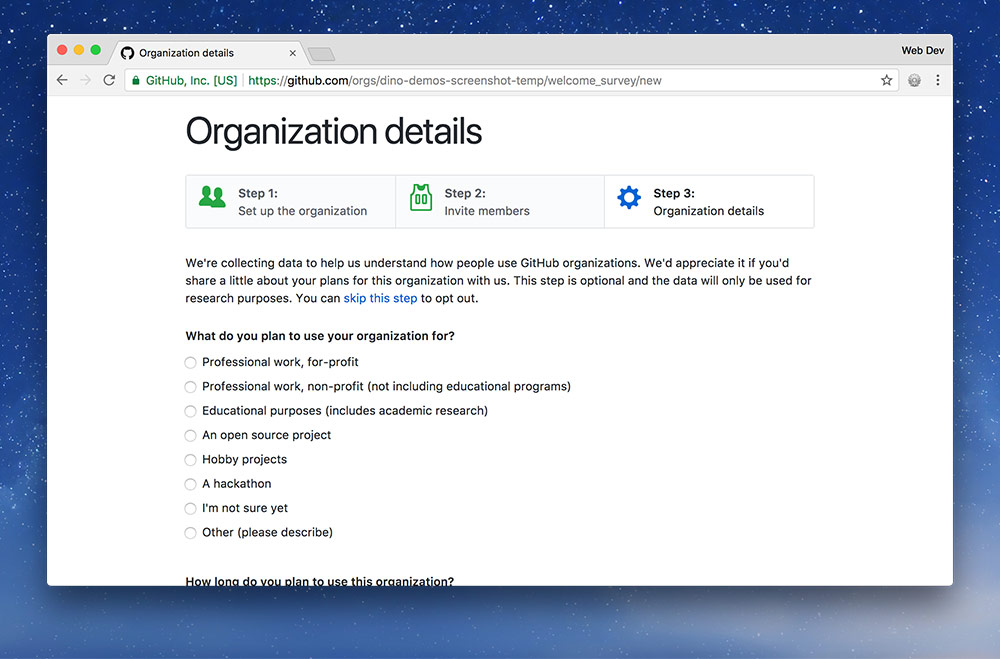 Organization details
Web Dev
GitHub, Inc. [US] https://github.com/orgs/dino-demos-screenshot-temp/welcome_survey/new
Organization details
Step 1:
Set up the organization
Step 2:
Invite members
Step 3:
Organization details
We're collecting data to help us understand how people use GitHub organizations. We'd appreciate it if you'd
share a little about your plans for this organization with us. This step is optional and the data will only be used for
research purposes. You can skip this step to opt out.
What do you plan to use your organization for?
Professional work, for-profit
Professional work, non-profit (not including educational programs)
Educational purposes (includes academic research)
An open source project
Hobby projects
A hackathon
I'm not sure yet
Other (please describe)
How long do you plan to use this organization?